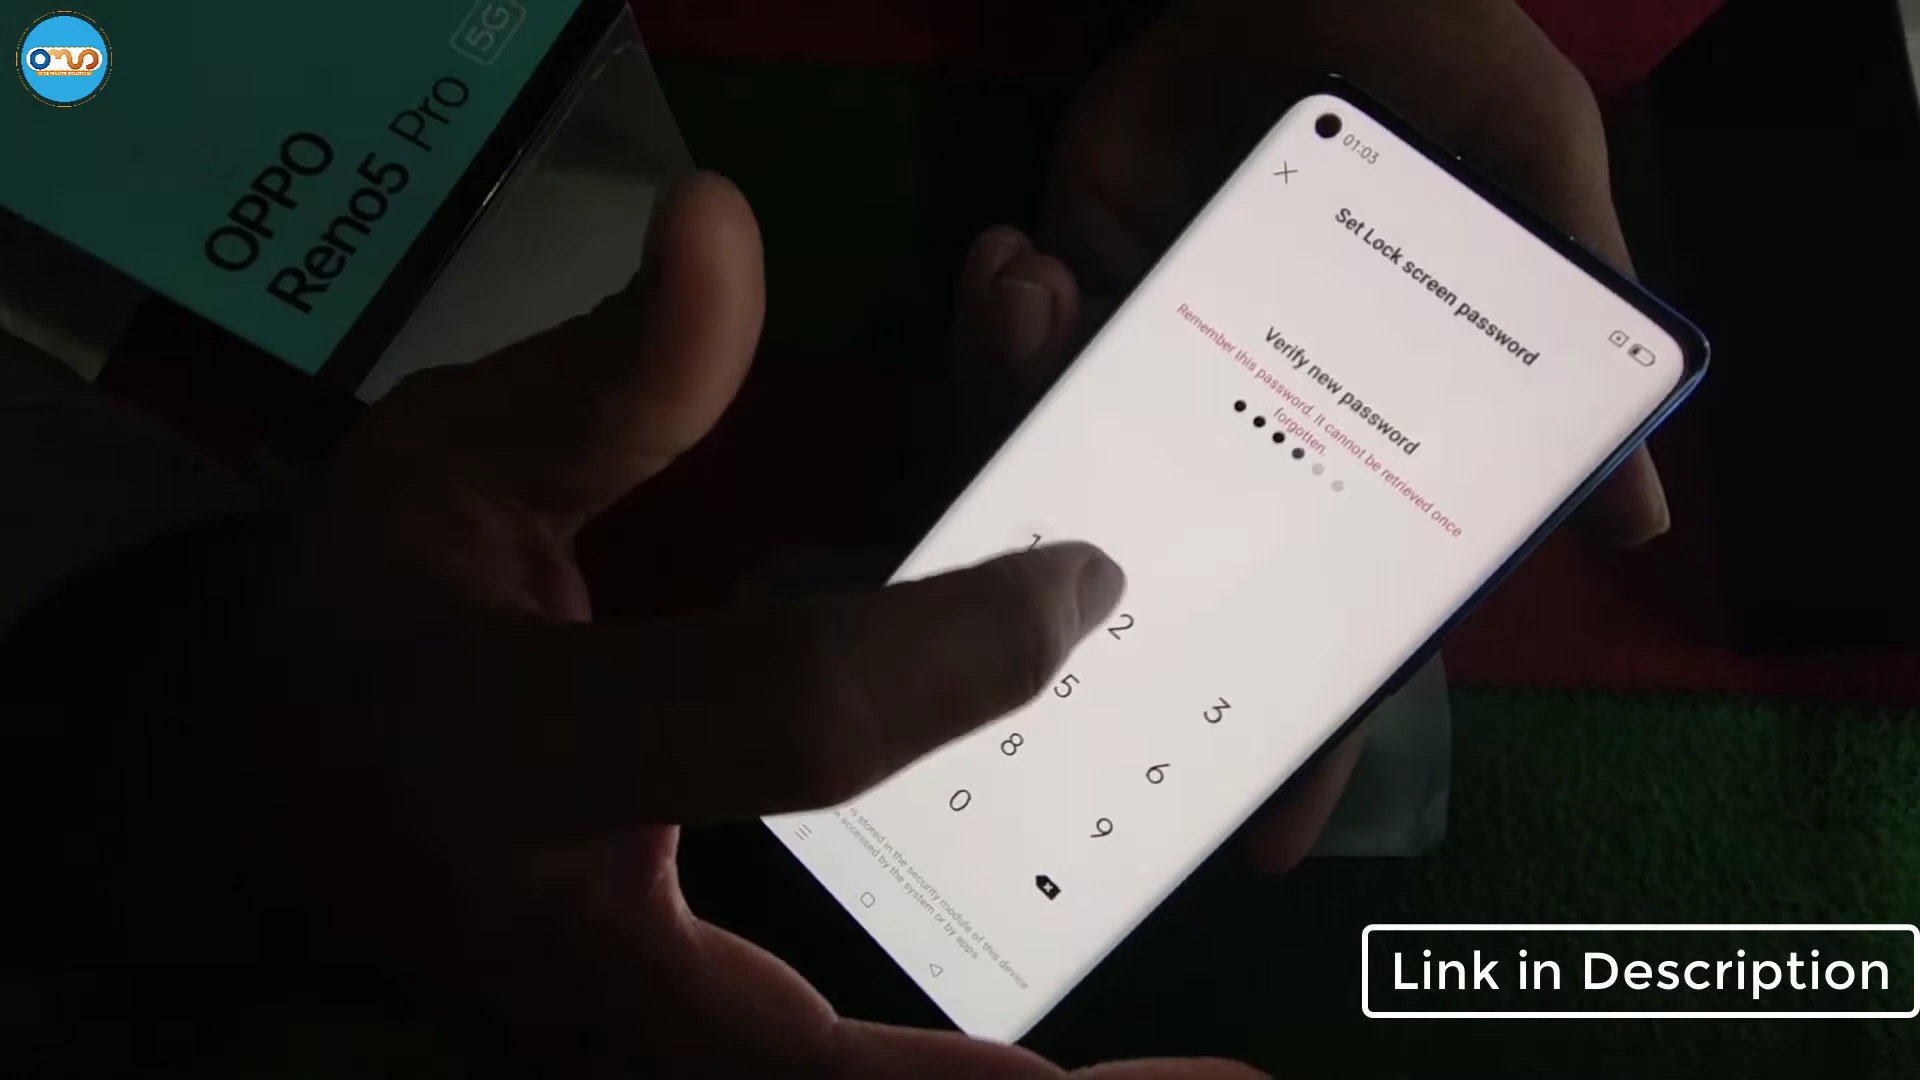 OPPO
Reno5 Pro
5G
01:03
Set Lock screen password
Verify new password
Remember this password. It cannot be retrieved once
forgotten.
1
2
3
5
6
8
9
0
is stored in the security module of this device
accessed by the system or by apps.
Link in Description